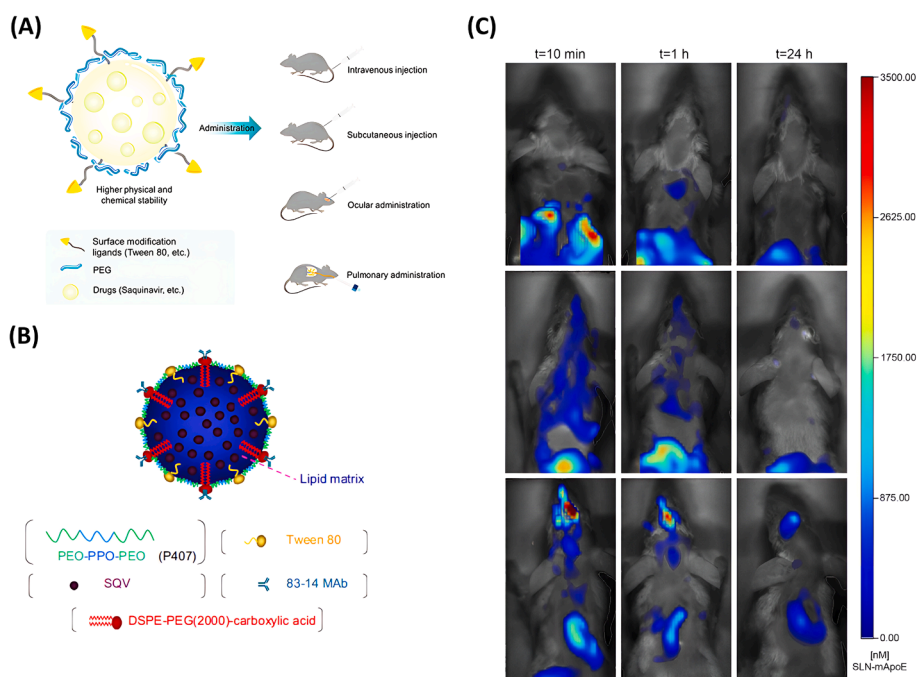 (A)
Higher physical and
chemical stability
Surface modification
ligands (Tween 80, etc.)
PEG
Drugs (Saquinavir, etc.)
Administration
Intravenous injection
Subcutaneous injection
Ocular administration
Pulmonary administration
(B)
Lipid matrix
PEO-PPO-PEO (P407)
Tween 80
SQV
83-14 MAb
DSPE-PEG(2000)-carboxylic acid
(C)
t=10 min t=1 h t=24 h
3500.00
2625.00
1750.00
875.00
0.00
[nM]
SLN-mApoE